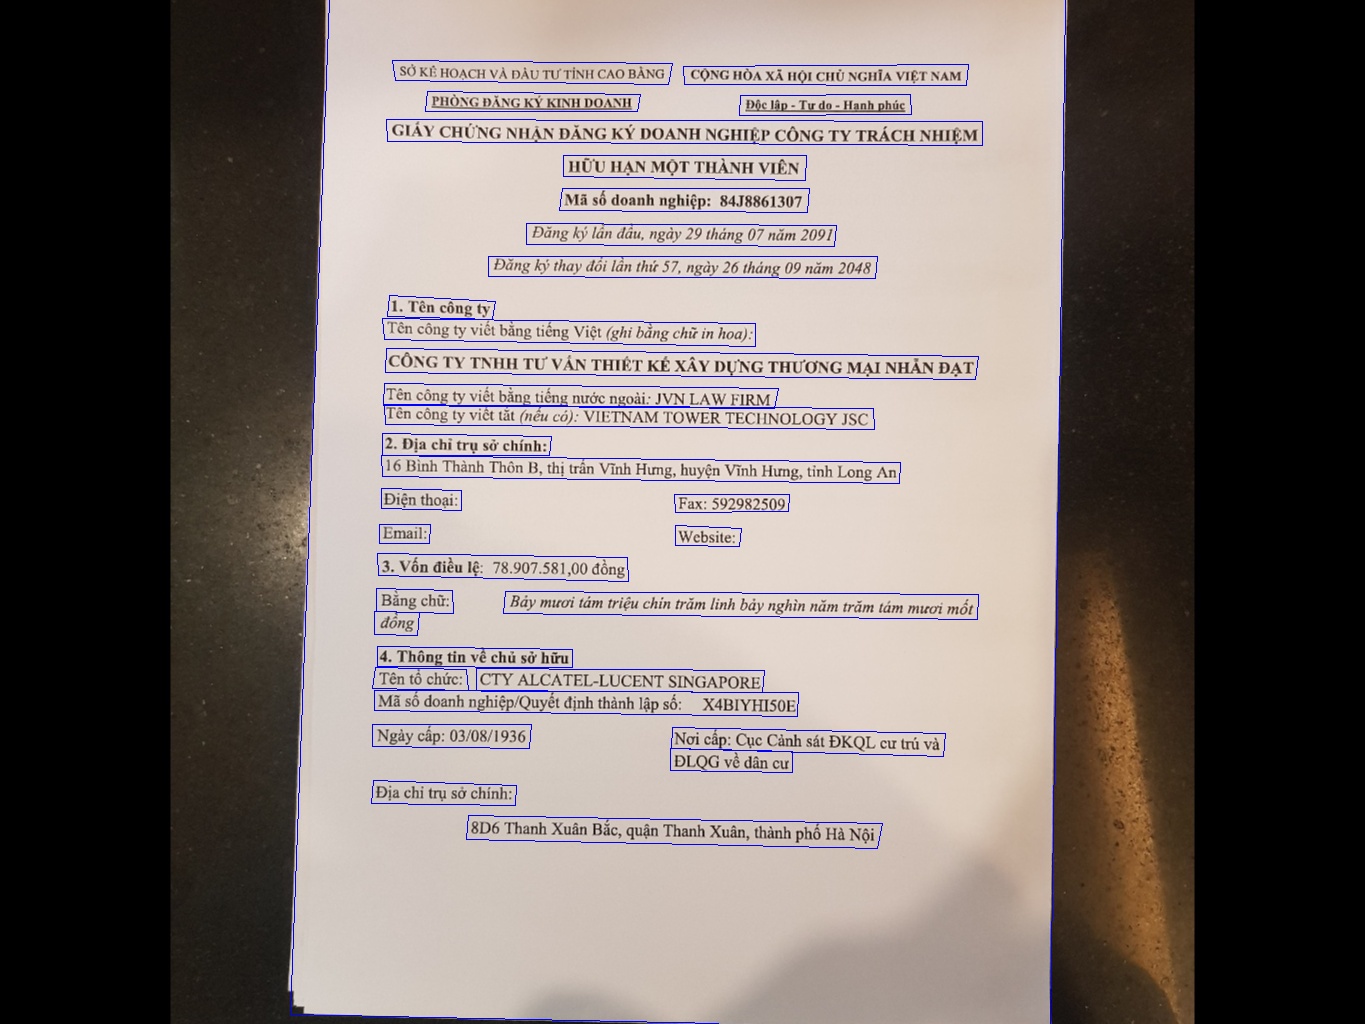 SỞ KẾ HOẠCH VÀ ĐẦU TƯ TỈNH CAO BẰNG
CỘNG HÒA XÃ HỘI CHỦ NGHĨA VIỆT NAM
PHÒNG ĐĂNG KÝ KINH DOANH
Độc lập - Tự do - Hạnh phúc
GIẤY CHỨNG NHẬN ĐĂNG KÝ DOANH NGHIỆP CÔNG TY TRÁCH NHIỆM
HỮU HẠN MỘT THÀNH VIÊN
Mã số doanh nghiệp: 84J8861307
Đăng ký lần đầu, ngày 29 tháng 07 năm 2091
Đăng ký thay đổi lần thứ 57, ngày 26 tháng 09 năm 2048
1. Tên công ty
Tên công ty viết bằng tiếng Việt (ghi bằng chữ in hoa):
CÔNG TY TNHH TƯ VẤN THIẾT KẾ XÂY DỰNG THƯƠNG MẠI NHẪN ĐẠT
Tên công ty viết bằng tiếng nước ngoài: JVN LAW FIRM
Tên công ty viết tắt (nếu có): VIETNAM TOWER TECHNOLOGY JSC
2. Địa chỉ trụ sở chính:
16 Bình Thành Thôn B, thị trấn Vĩnh Hưng, huyện Vĩnh Hưng, tỉnh Long An
Điện thoại:
Fax: 592982509
Email:
Website:
3. Vốn điều lệ: 78.907.581,00 đồng
Bằng chữ: Bảy mươi tám triệu chín trăm linh bảy nghìn năm trăm tám mươi mốt
đồng
4. Thông tin về chủ sở hữu
Tên tổ chức: CTY ALCATEL-LUCENT SINGAPORE
Mã số doanh nghiệp/Quyết định thành lập số: X4BIYHI50E
Ngày cấp: 03/08/1936
Nơi cấp: Cục Cảnh sát ĐKQL cư trú và
ĐLQG về dân cư
Địa chỉ trụ sở chính:
8D6 Thanh Xuân Bắc, quận Thanh Xuân, thành phố Hà Nội